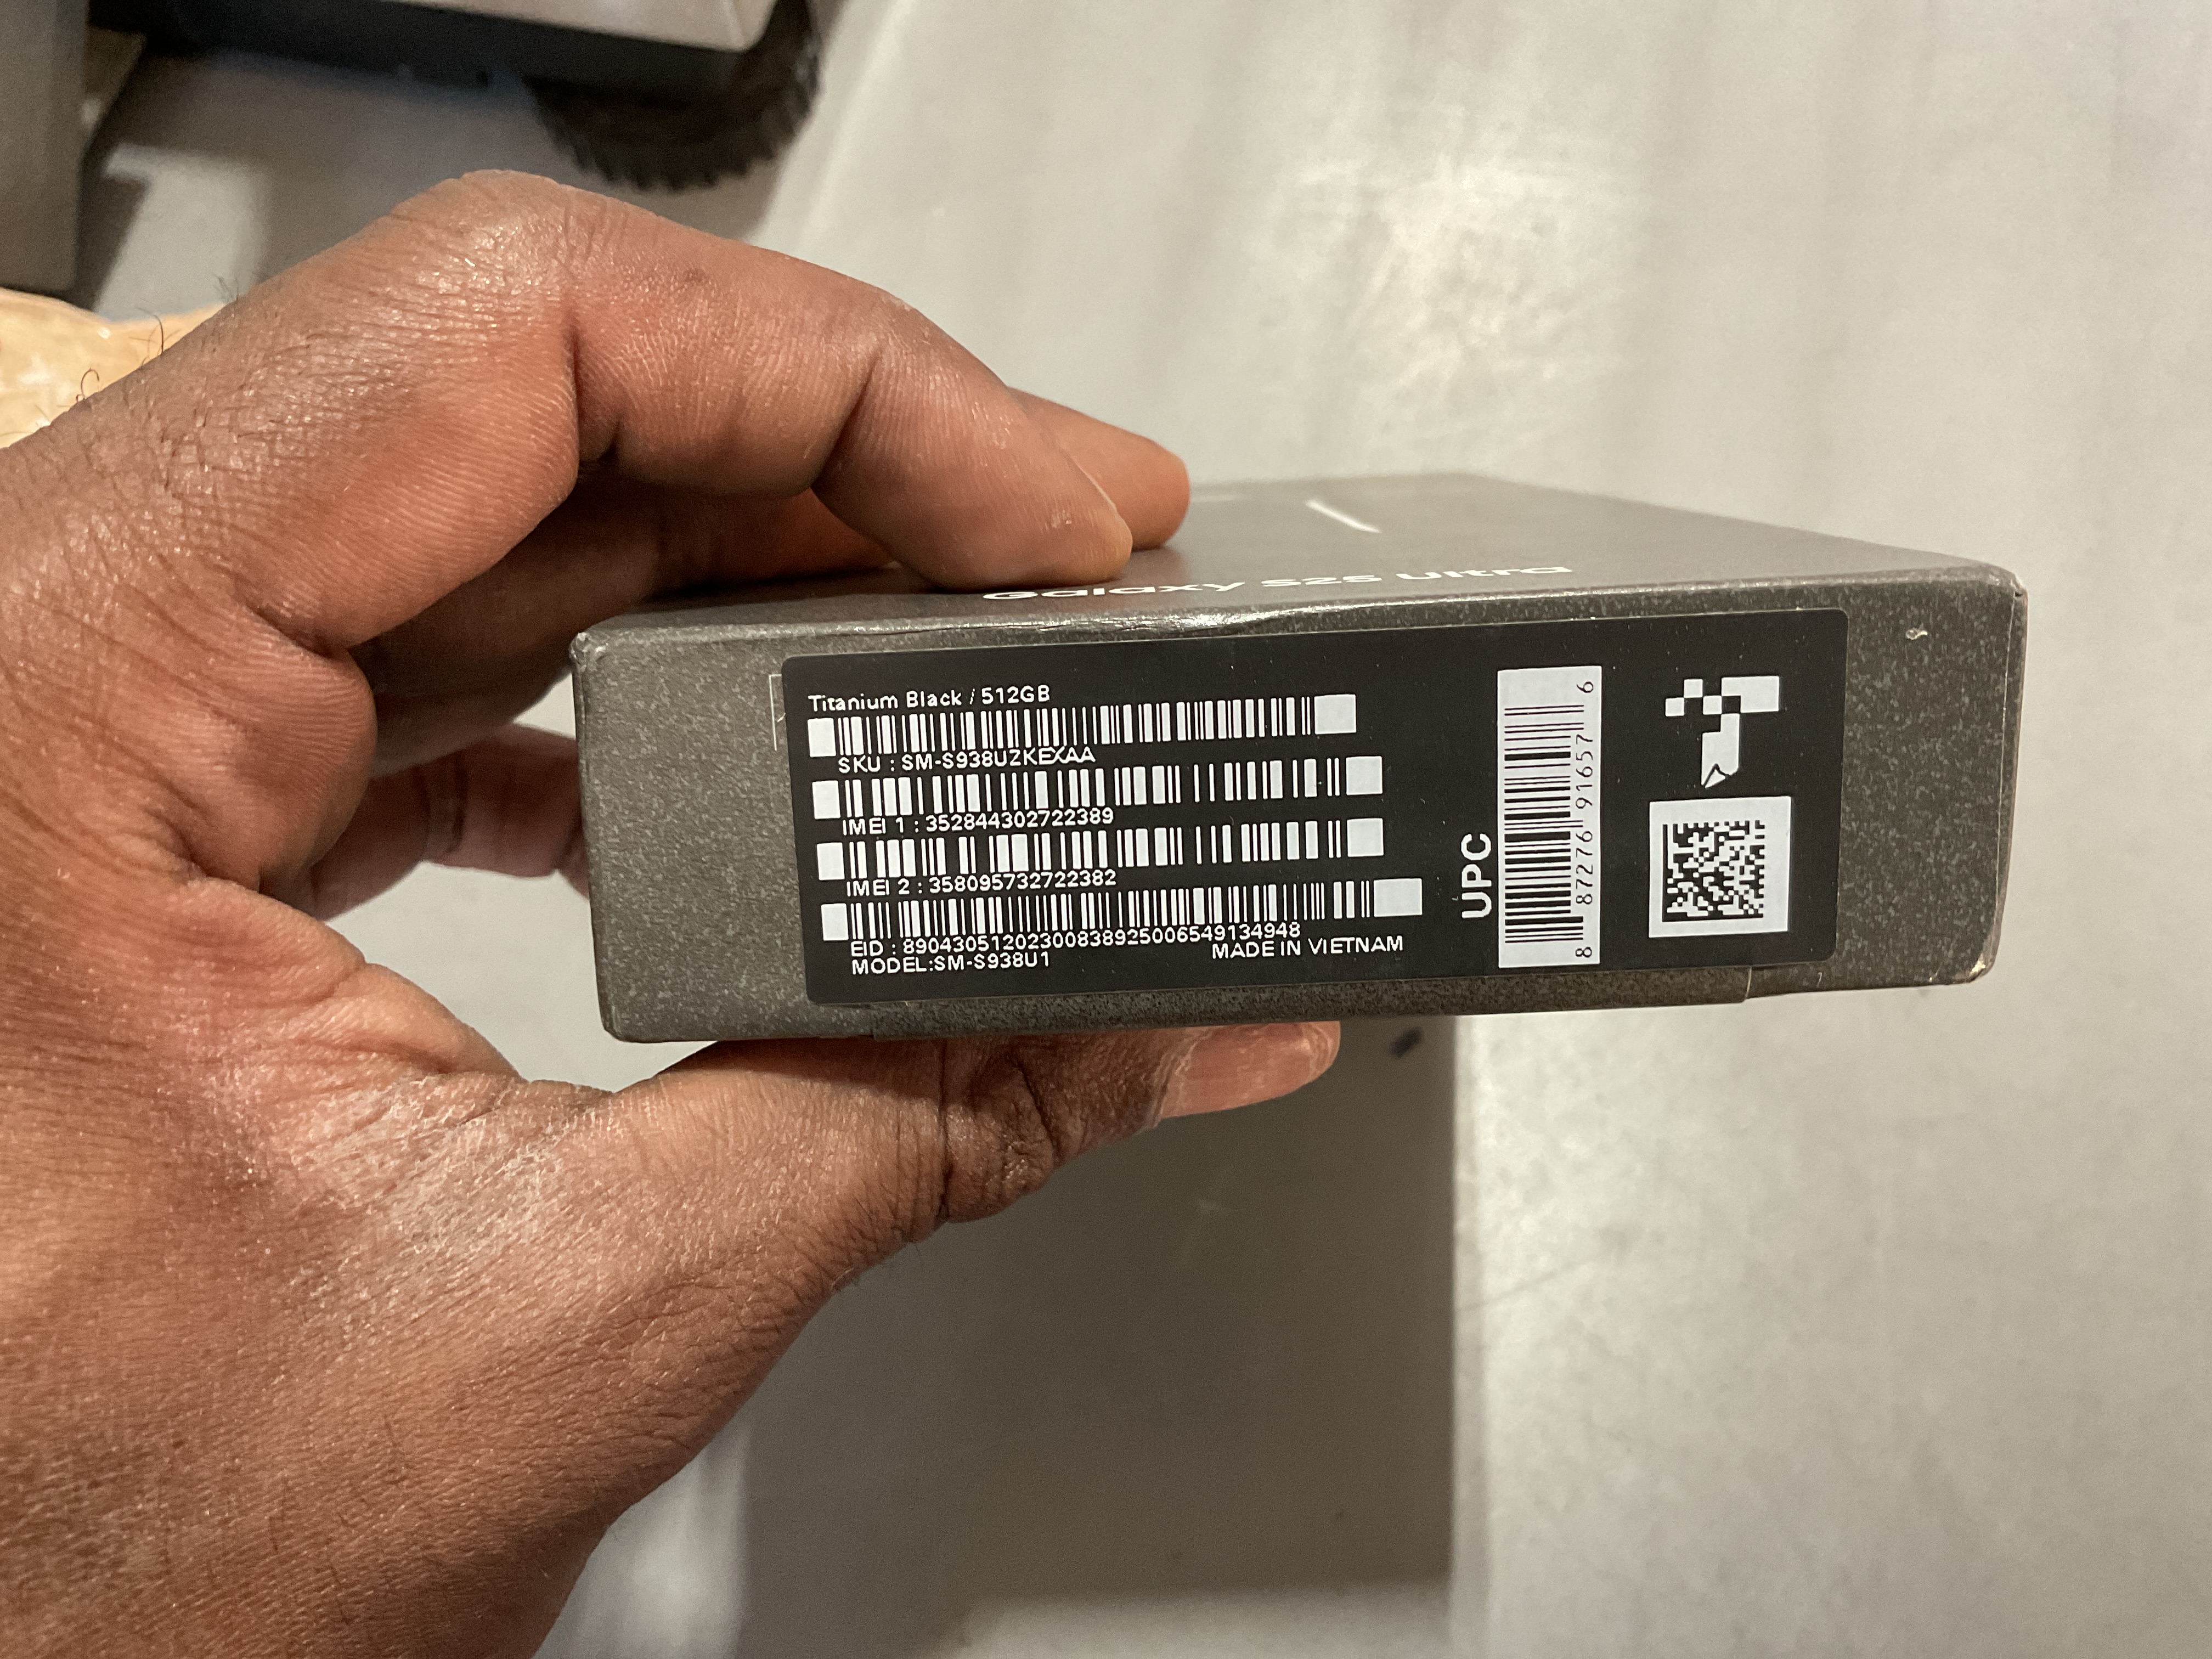 Galaxy S25 Ultra
Titanium Black / 512GB
SKU : SM-S938UZKEXAA
IMEI 1 : 352844302722389
IMEI 2 : 358095732722382
EID : 89043051202300838925006549134948
MODEL:SM-S938U1
MADE IN VIETNAM
UPC
8 87276 91657 6